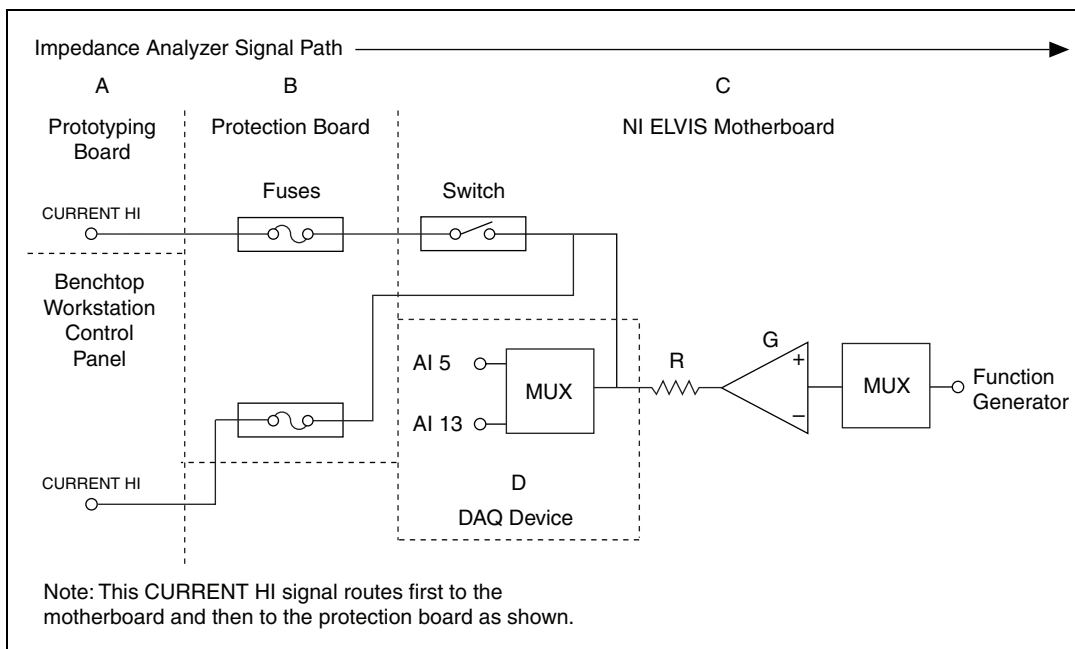 Impedance Analyzer Signal Path
A
B
C
Prototyping
Board
Protection Board
NI ELVIS Motherboard
Fuses
Switch
CURRENT HI
Benchtop
Workstation
Control
Panel
AI 5
MUX
AI 13
R
G
+
−
MUX
Function
Generator
CURRENT HI
D
DAQ Device
Note: This CURRENT HI signal routes first to the
motherboard and then to the protection board as shown.